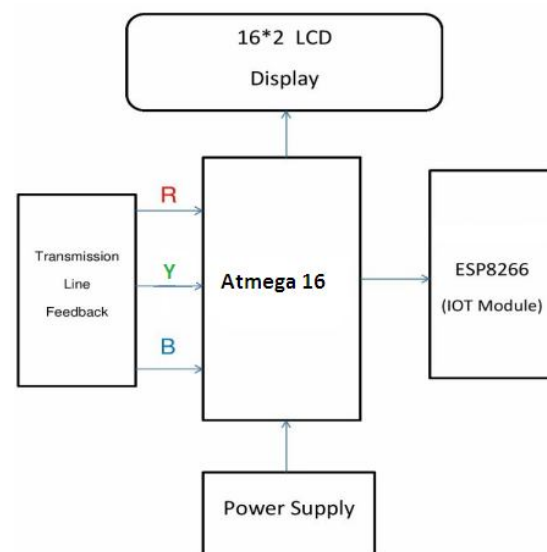 16*2 LCD
Display
R
Transmission
Line
Feedback
Y
B
Atmega 16
ESP8266
(IOT Module)
Power Supply